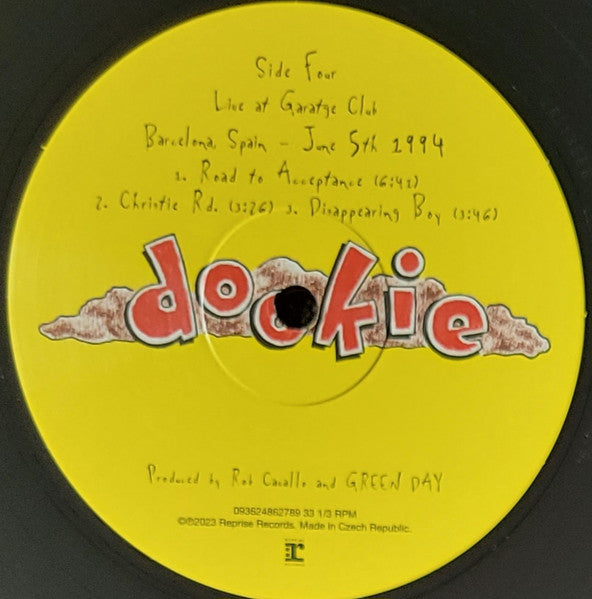 Side Four
Live at Garatge Club
Barcelona, Spain - June 5th 1994
1. Road to Acceptance (6:41)
2. Christie Rd. (3:26) 3. Disappearing Boy (3:46)
dookie
Produced by Rob Cavallo and GREEN DAY
093624862789 33 1/3 RPM
©℗2023 Reprise Records. Made in Czech Republic.
r